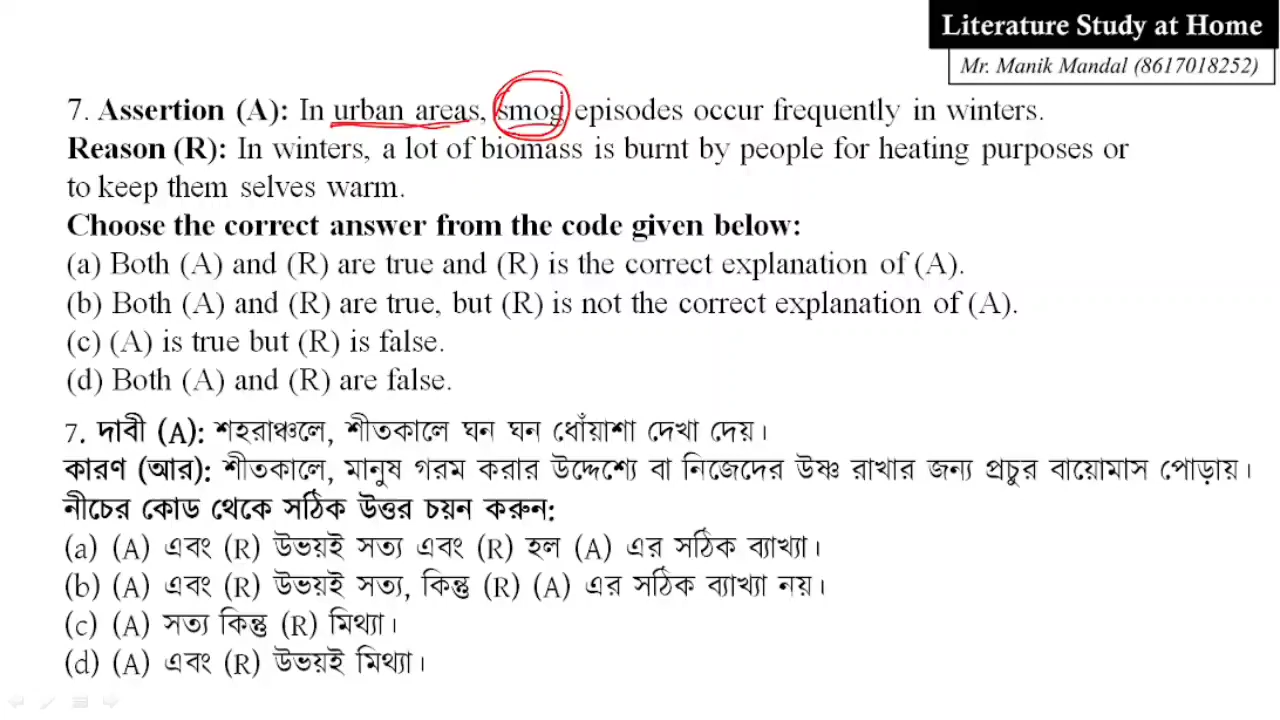 Literature Study at Home
Mr. Manik Mandal (8617018252)
7. Assertion (A): In urban areas, smog episodes occur frequently in winters.
Reason (R): In winters, a lot of biomass is burnt by people for heating purposes or
to keep them selves warm.
Choose the correct answer from the code given below:
(a) Both (A) and (R) are true and (R) is the correct explanation of (A).
(b) Both (A) and (R) are true, but (R) is not the correct explanation of (A).
(c) (A) is true but (R) is false.
(d) Both (A) and (R) are false.
7. দাবী (A): শহরাঞ্চলে, শীতকালে ঘন ঘন ধোঁয়াশা দেখা দেয়।
কারণ (আর): শীতকালে, মানুষ গরম করার উদ্দেশ্যে বা নিজেদের উষ্ণ রাখার জন্য প্রচুর বায়োমাস পোড়ায়।
নীচের কোড থেকে সঠিক উত্তর চয়ন করুন:
(a) (A) এবং (R) উভয়ই সত্য এবং (R) হল (A) এর সঠিক ব্যাখ্যা।
(b) (A) এবং (R) উভয়ই সত্য, কিন্তু (R) (A) এর সঠিক ব্যাখ্যা নয়।
(c) (A) সত্য কিন্তু (R) মিথ্যা।
(d) (A) এবং (R) উভয়ই মিথ্যা।